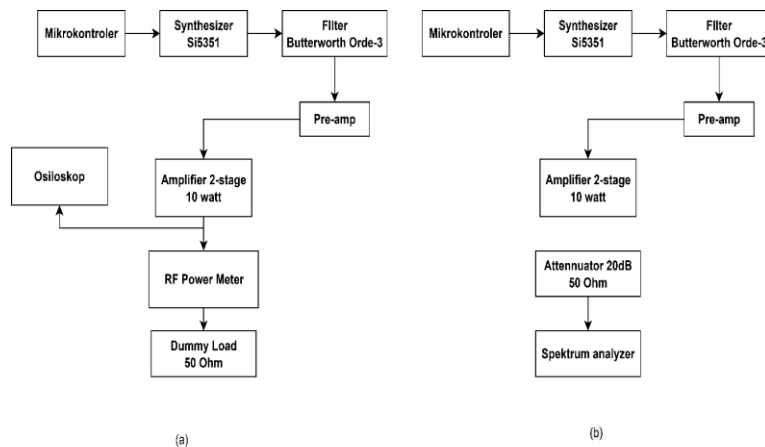 Mikrokontroler
Synthesizer
Si5351
FIlter
Butterworth Orde-3
Pre-amp
Amplifier 2-stage
10 watt
Osiloskop
RF Power Meter
Dummy Load
50 Ohm
(a)
Mikrokontroler
Synthesizer
Si5351
FIlter
Butterworth Orde-3
Pre-amp
Amplifier 2-stage
10 watt
Attennuator 20dB
50 Ohm
Spektrum analyzer
(b)